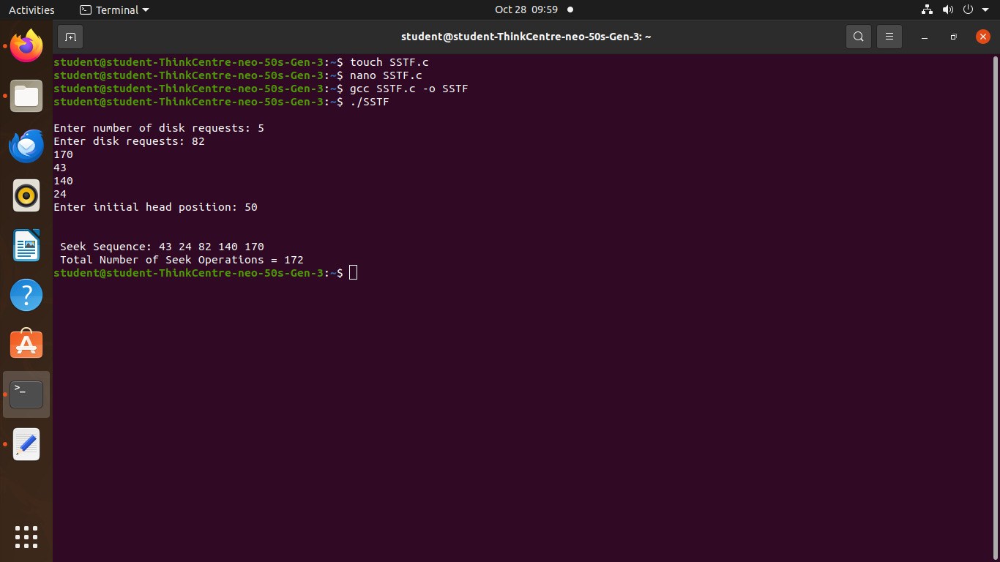 Activities Terminal Oct 28 09:59
student@student-ThinkCentre-neo-50s-Gen-3: ~
student@student-ThinkCentre-neo-50s-Gen-3:~$ touch SSTF.c
student@student-ThinkCentre-neo-50s-Gen-3:~$ nano SSTF.c
student@student-ThinkCentre-neo-50s-Gen-3:~$ gcc SSTF.c -o SSTF
student@student-ThinkCentre-neo-50s-Gen-3:~$ ./SSTF
Enter number of disk requests: 5
Enter disk requests: 82
170
43
140
24
Enter initial head position: 50
Seek Sequence: 43 24 82 140 170
Total Number of Seek Operations = 172
student@student-ThinkCentre-neo-50s-Gen-3:~$